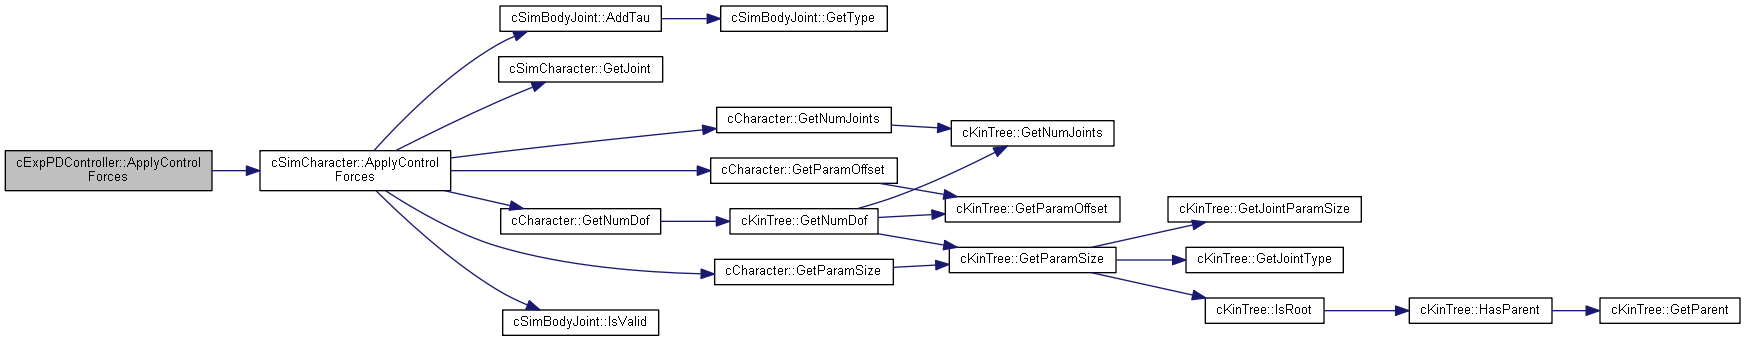 cExpPDController::ApplyControl
Forces
cSimCharacter::ApplyControl
Forces
cSimBodyJoint::AddTau
cSimBodyJoint::GetType
cSimCharacter::GetJoint
cCharacter::GetNumJoints
cKinTree::GetNumJoints
cCharacter::GetParamOffset
cKinTree::GetParamOffset
cCharacter::GetNumDof
cKinTree::GetNumDof
cKinTree::GetJointParamSize
cKinTree::GetParamSize
cKinTree::GetJointType
cCharacter::GetParamSize
cKinTree::IsRoot
cKinTree::HasParent
cKinTree::GetParent
cSimBodyJoint::IsValid